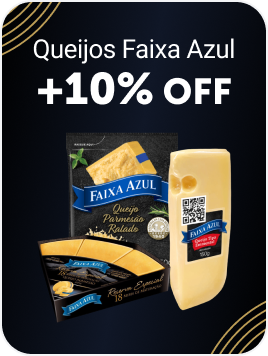 Queijos Faixa Azul
+10% OFF
FAIXA AZUL
Queijo
Parmesão
Ralado
FAIXA AZUL
FAIXA AZUL
Reserva Especial
18